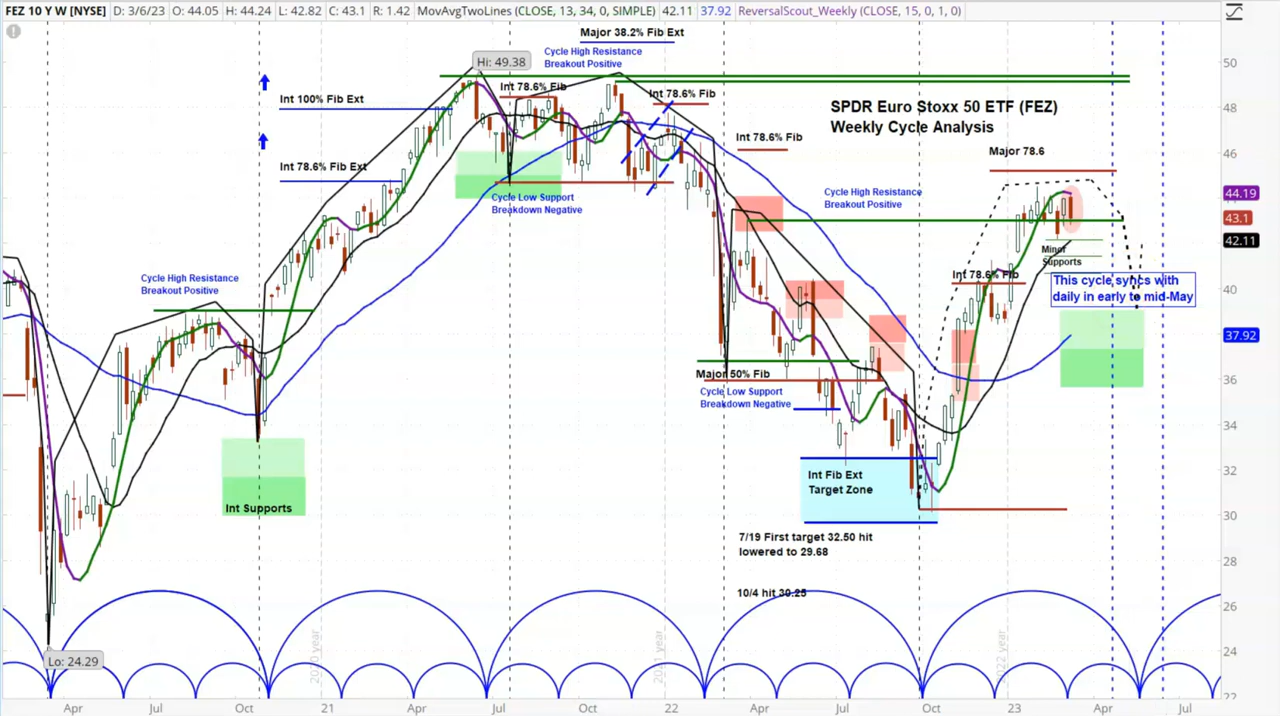 FEZ 10 Y W [NYSE] D: 3/6/23 O: 44.05 H: 44.24 L: 42.82 C: 43.1 R: 1.42 MovAvgTwoLines (CLOSE, 13, 34, 0, SIMPLE) 42.11 37.92 ReversalScout_Weekly (CLOSE, 15, 0, 1, 0)
Major 38.2% Fib Ext
Cycle High Resistance
Breakout Positive
Hi: 49.38
Int 78.6% Fib
Int 78.6% Fib
Int 100% Fib Ext
SPDR Euro Stoxx 50 ETF (FEZ)
Weekly Cycle Analysis
Int 78.6% Fib
Major 78.6
Int 78.6% Fib Ext
Cycle Low Support
Breakdown Negative
Cycle High Resistance
Breakout Positive
Minor
Supports
Cycle High Resistance
Breakout Positive
Int 78.6% Fib
This cycle syncs with
daily in early to mid-May
Major 50% Fib
Cycle Low Support
Breakdown Negative
Int Fib Ext
Target Zone
Int Supports
7/19 First target 32.50 hit
lowered to 29.68
10/4 hit 30.25
Lo: 24.29
2020 year
2021 year
2022 year
50
48
46
44.19
43.1
42.11
40
37.92
36
34
32
30
28
26
24
22
Apr Jul Oct 21 Apr Jul Oct 22 Apr Jul Oct 23 Apr Jul